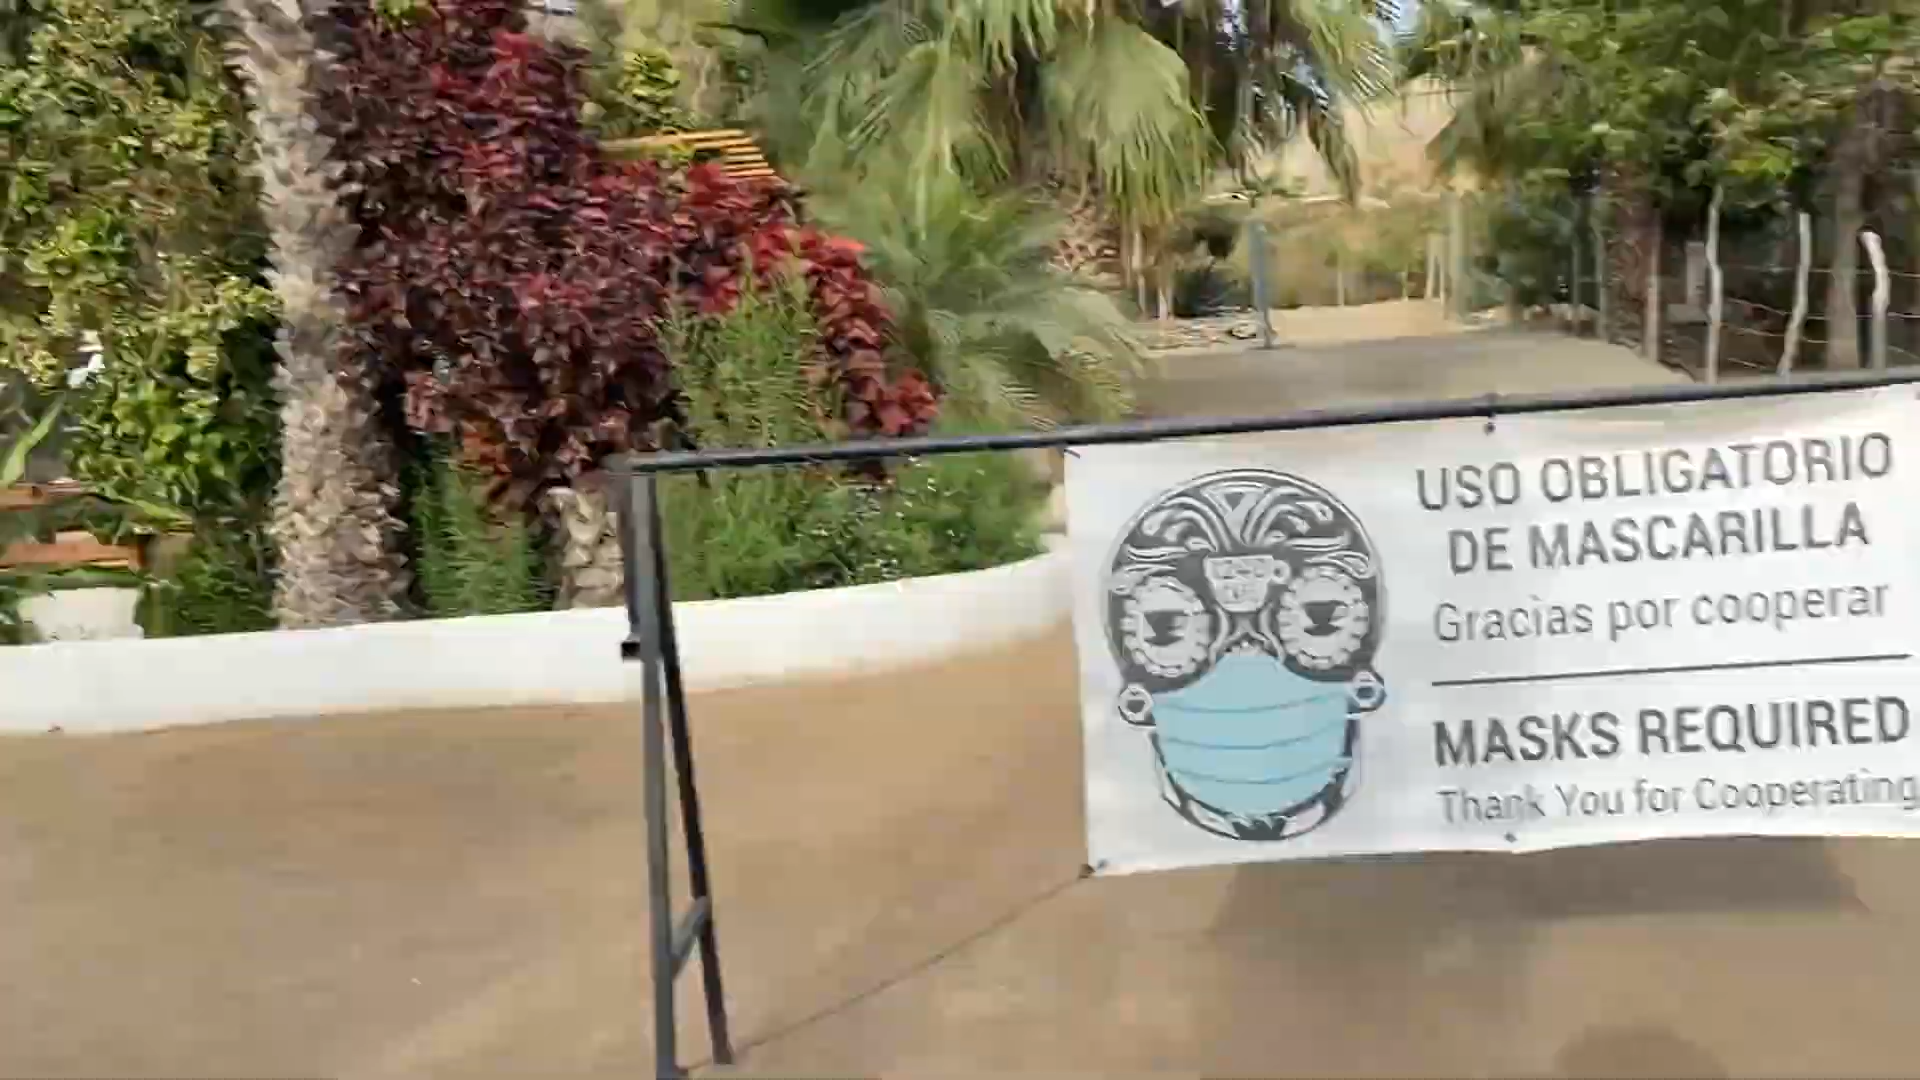 USO OBLIGATORIO
DE MASCARILLA
Gracias por cooperar
MASKS REQUIRED
Thank You for Cooperating